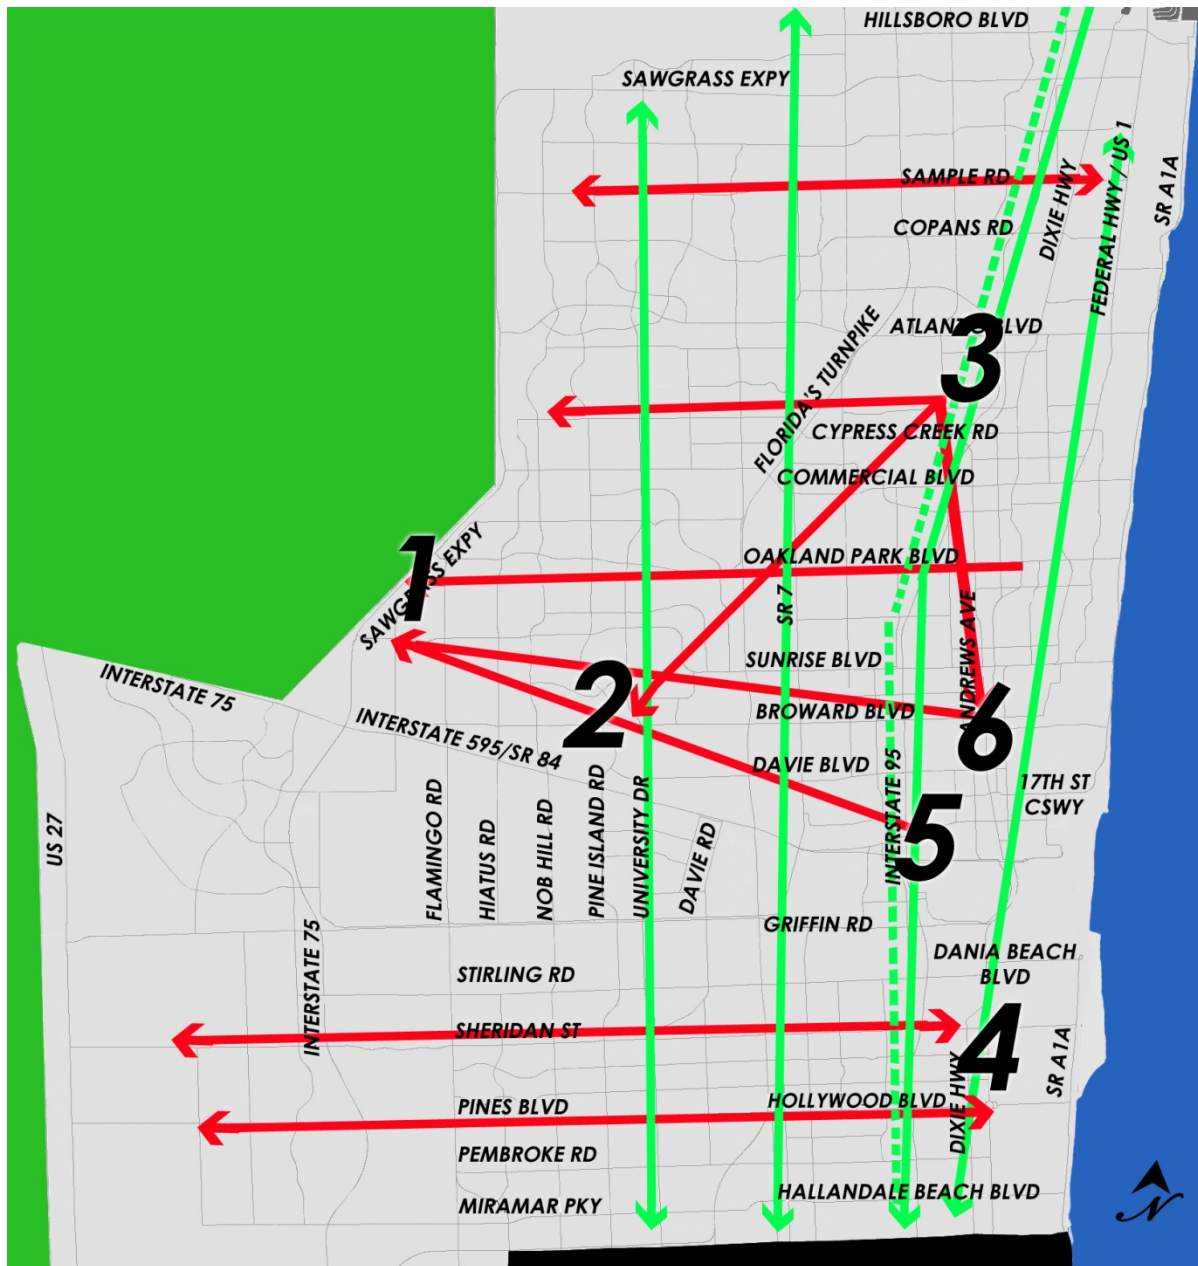 HILLSBORO BLVD
SAWGRASS EXPY
FEDERAL HWY / US 1
SAMPLE RD
SR A1A
DIXIE HWY
COPANS RD
ATLANTIC BLVD
3
FLORIDA'S TURNPIKE
CYPRESS CREEK RD
COMMERCIAL BLVD
1
SAWGRASS EXPY
OAKLAND PARK BLVD
SR 7
ANDREWS AVE
SUNRISE BLVD
INTERSTATE 75
2
BROWARD BLVD
6
INTERSTATE 595/SR 84
DAVIE BLVD
17TH ST
CSWY
INTERSTATE 95
5
US 27
FLAMINGO RD
HIATUS RD
NOB HILL RD
PINE ISLAND RD
UNIVERSITY DR
DAVIE RD
GRIFFIN RD
DANIA BEACH
BLVD
INTERSTATE 75
STIRLING RD
SHERIDAN ST
4
SR A1A
PINES BLVD
HOLLYWOOD BLVD
DIXIE HWY
PEMBROKE RD
HALLANDALE BEACH BLVD
MIRAMAR PKY
N